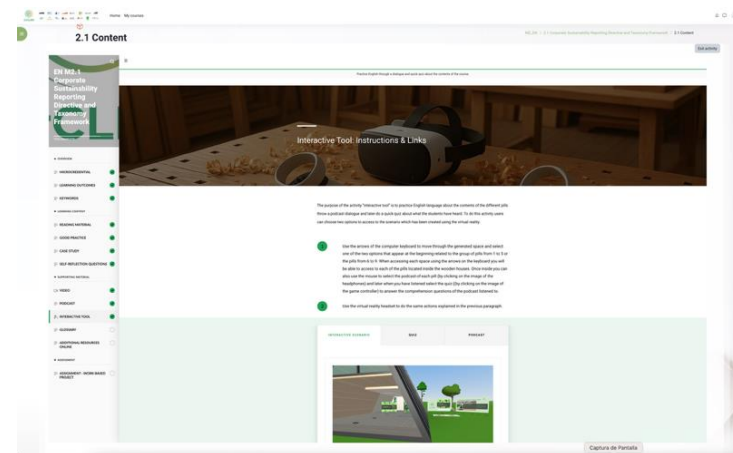 Home My courses
2.1 Content
2.1 Content
Exit activity
EN M2.1
Corporate
Sustainability
Reporting
Directive and
Taxonomy
Framework
Practice English through a dialogue and quick quiz about the contents of the course
Interactive Tool: Instructions & Links
OVERVIEW
MICROCREDENTIAL
LEARNING OUTCOMES
KEYWORDS
LEARNING CONTENT
READING MATERIAL
GOOD PRACTICE
CASE STUDY
SELF-REFLECTION QUESTIONS
SUPPORTING MATERIAL
VIDEO
PODCAST
INTERACTIVE TOOL
GLOSSARY
ADDITIONAL RESOURCES
ONLINE
ASSESSMENT
ASSESSMENT - WORK BASED
PROJECT
The purpose of the activity "interactive tool" is to practice English language about the contents of the different pills
throw a podcast dialogue and later do a quick quiz about what the students have heard. To do this activity users
can choose two options to access to the scenario which has been created using the virtual reality.
1
Use the arrows of the computer keyboard to move through the generated space and select
one of the two options that appear at the beginning related to the group of pills from 1 to 5 or
the pills from 6 to 9. When accessing each space using the arrows on the keyboard you will
be able to access to each of the pills located inside the wooden houses. Once inside you can
also use the mouse to select the podcast of each pill (by clicking on the image of the
headphones) and later when you have listened select the quiz (by clicking on the image of
the game controller) to answer the comprehension questions of the podcast listened to.
2
Use the virtual reality headset to do the same actions explained in the previous paragraph
INTERACTIVE SCENARIO QUIZ PODCAST
Captura de Pantalla